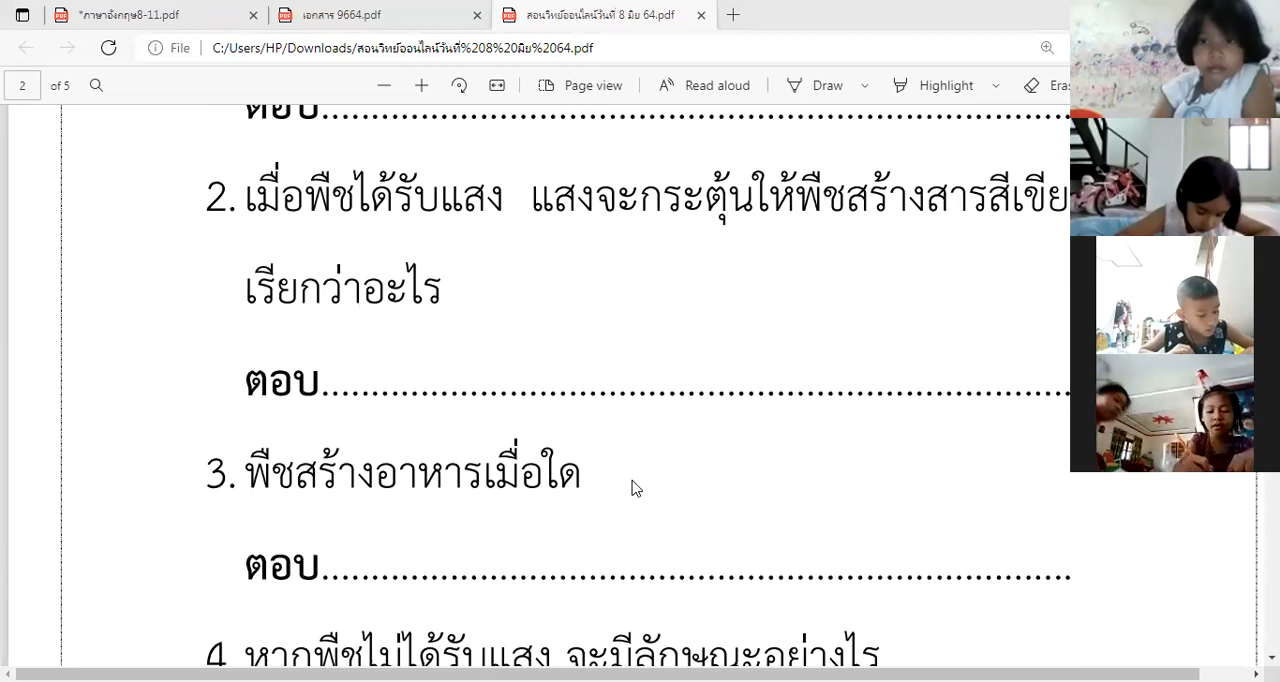 *ภาษาอังกฤษ8-11.pdf
เอกสาร 9664.pdf
สอนวิทย์ออนไลน์วันที่ 8 มิย 64.pdf
File C:/Users/HP/Downloads/สอนวิทย์ออนไลน์วันที่%208%20มิย%2064.pdf
2 of 5 Page view Read aloud Draw Highlight Eras
ตอบ................................................................
2. เมื่อพืชได้รับแสง แสงจะกระตุ้นให้พืชสร้างสารสีเขีย
เรียกว่าอะไร
ตอบ................................................................
3. พืชสร้างอาหารเมื่อใด
ตอบ................................................................
4. หากพืชไม่ได้รับแสง จะมีลักษณะอย่างไร